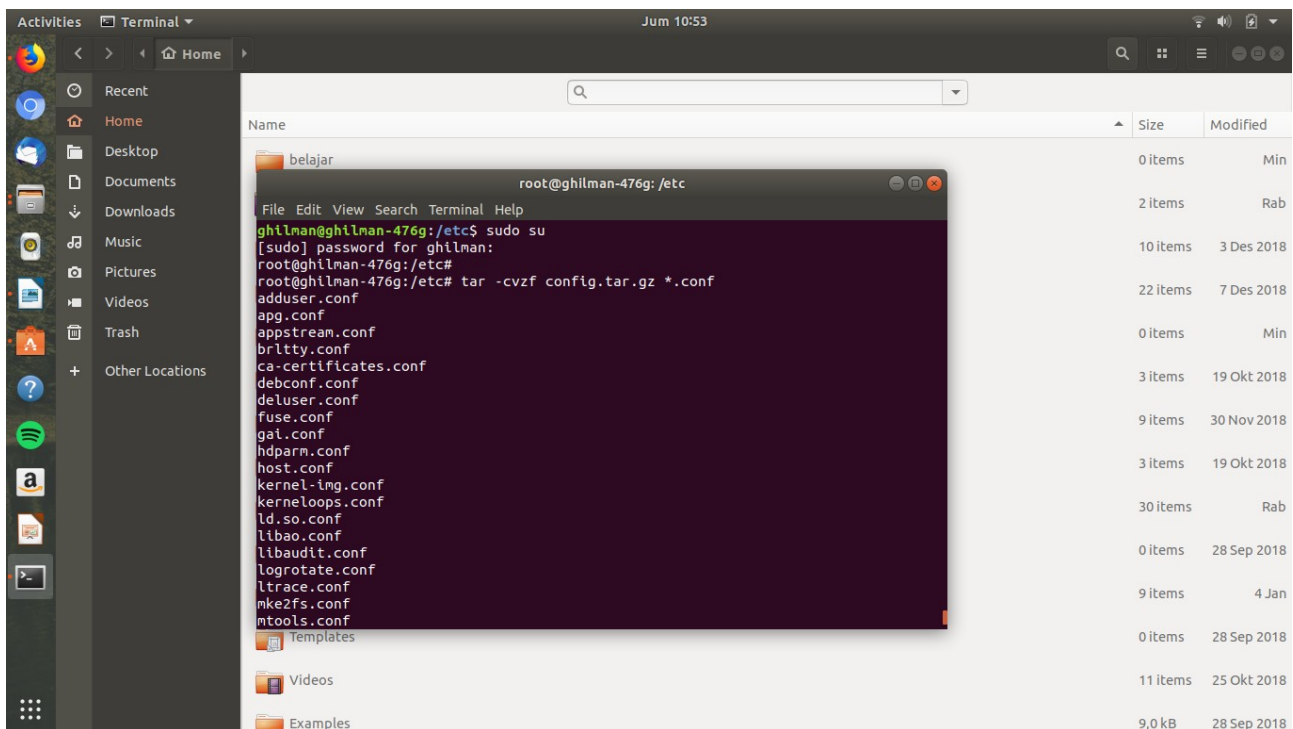 Activities Terminal Jum 10:53
Home
Recent
Home
Desktop
Documents
Downloads
Music
Pictures
Videos
Trash
+ Other Locations
Name Size Modified
belajar 0 items Min
2 items Rab
10 items 3 Des 2018
22 items 7 Des 2018
0 items Min
3 items 19 Okt 2018
9 items 30 Nov 2018
3 items 19 Okt 2018
30 items Rab
0 items 28 Sep 2018
9 items 4 Jan
Templates 0 items 28 Sep 2018
Videos 11 items 25 Okt 2018
Examples 9,0 kB 28 Sep 2018
root@ghilman-476g: /etc
File Edit View Search Terminal Help
ghilman@ghilman-476g:/etc$ sudo su
[sudo] password for ghilman:
root@ghilman-476g:/etc#
root@ghilman-476g:/etc# tar -cvzf config.tar.gz *.conf
adduser.conf
apg.conf
appstream.conf
brltty.conf
ca-certificates.conf
debconf.conf
deluser.conf
fuse.conf
gai.conf
hdparm.conf
host.conf
kernel-img.conf
kerneloops.conf
ld.so.conf
libao.conf
libaudit.conf
logrotate.conf
ltrace.conf
mke2fs.conf
mtools.conf